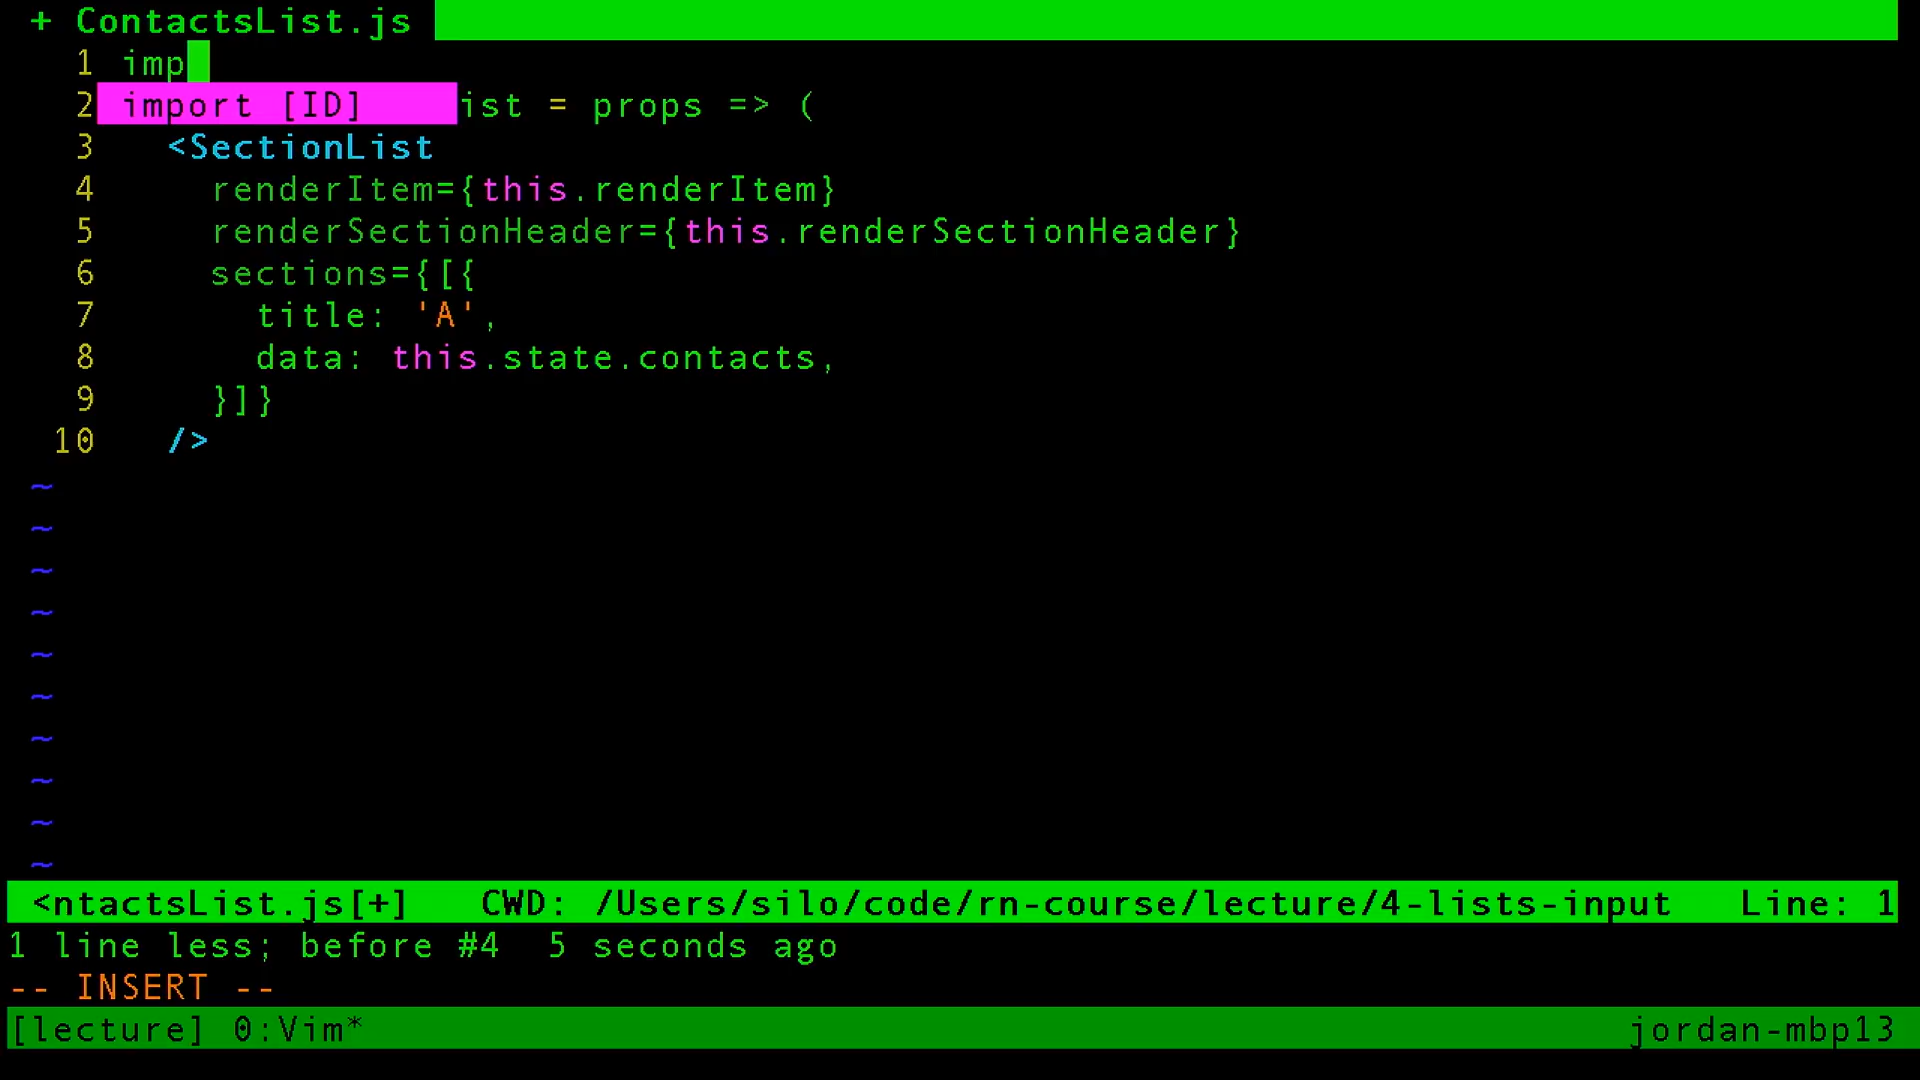 + ContactsList.js
1 imp
2 import [ID] ist = props => (
3 <SectionList
4 renderItem={this.renderItem}
5 renderSectionHeader={this.renderSectionHeader}
6 sections={[{
7 title: 'A',
8 data: this.state.contacts,
9 }]}
10 />
~
~
~
~
~
~
~
~
~
~
<ntactsList.js[+] CWD: /Users/silo/code/rn-course/lecture/4-lists-input Line: 1
1 line less; before #4 5 seconds ago
-- INSERT --
[lecture] 0:Vim* jordan-mbp13